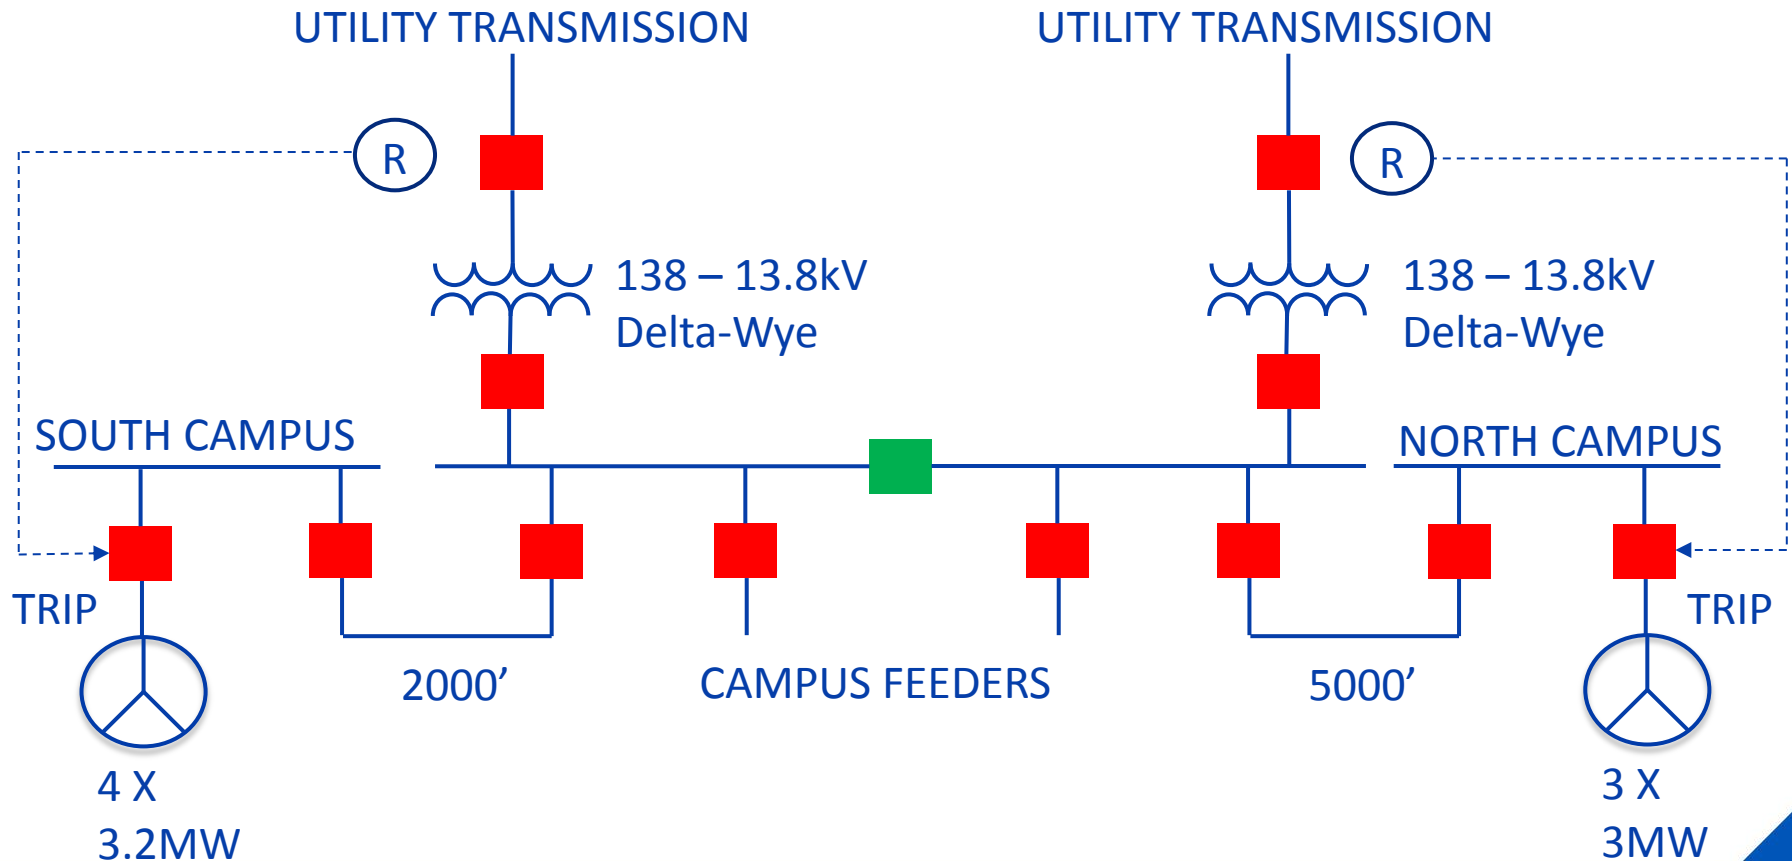 UTILITY TRANSMISSION
UTILITY TRANSMISSION
R
R
138 – 13.8kV
Delta-Wye
138 – 13.8kV
Delta-Wye
SOUTH CAMPUS
NORTH CAMPUS
TRIP
TRIP
2000’
CAMPUS FEEDERS
5000’
4 X
3.2MW
3 X
3MW